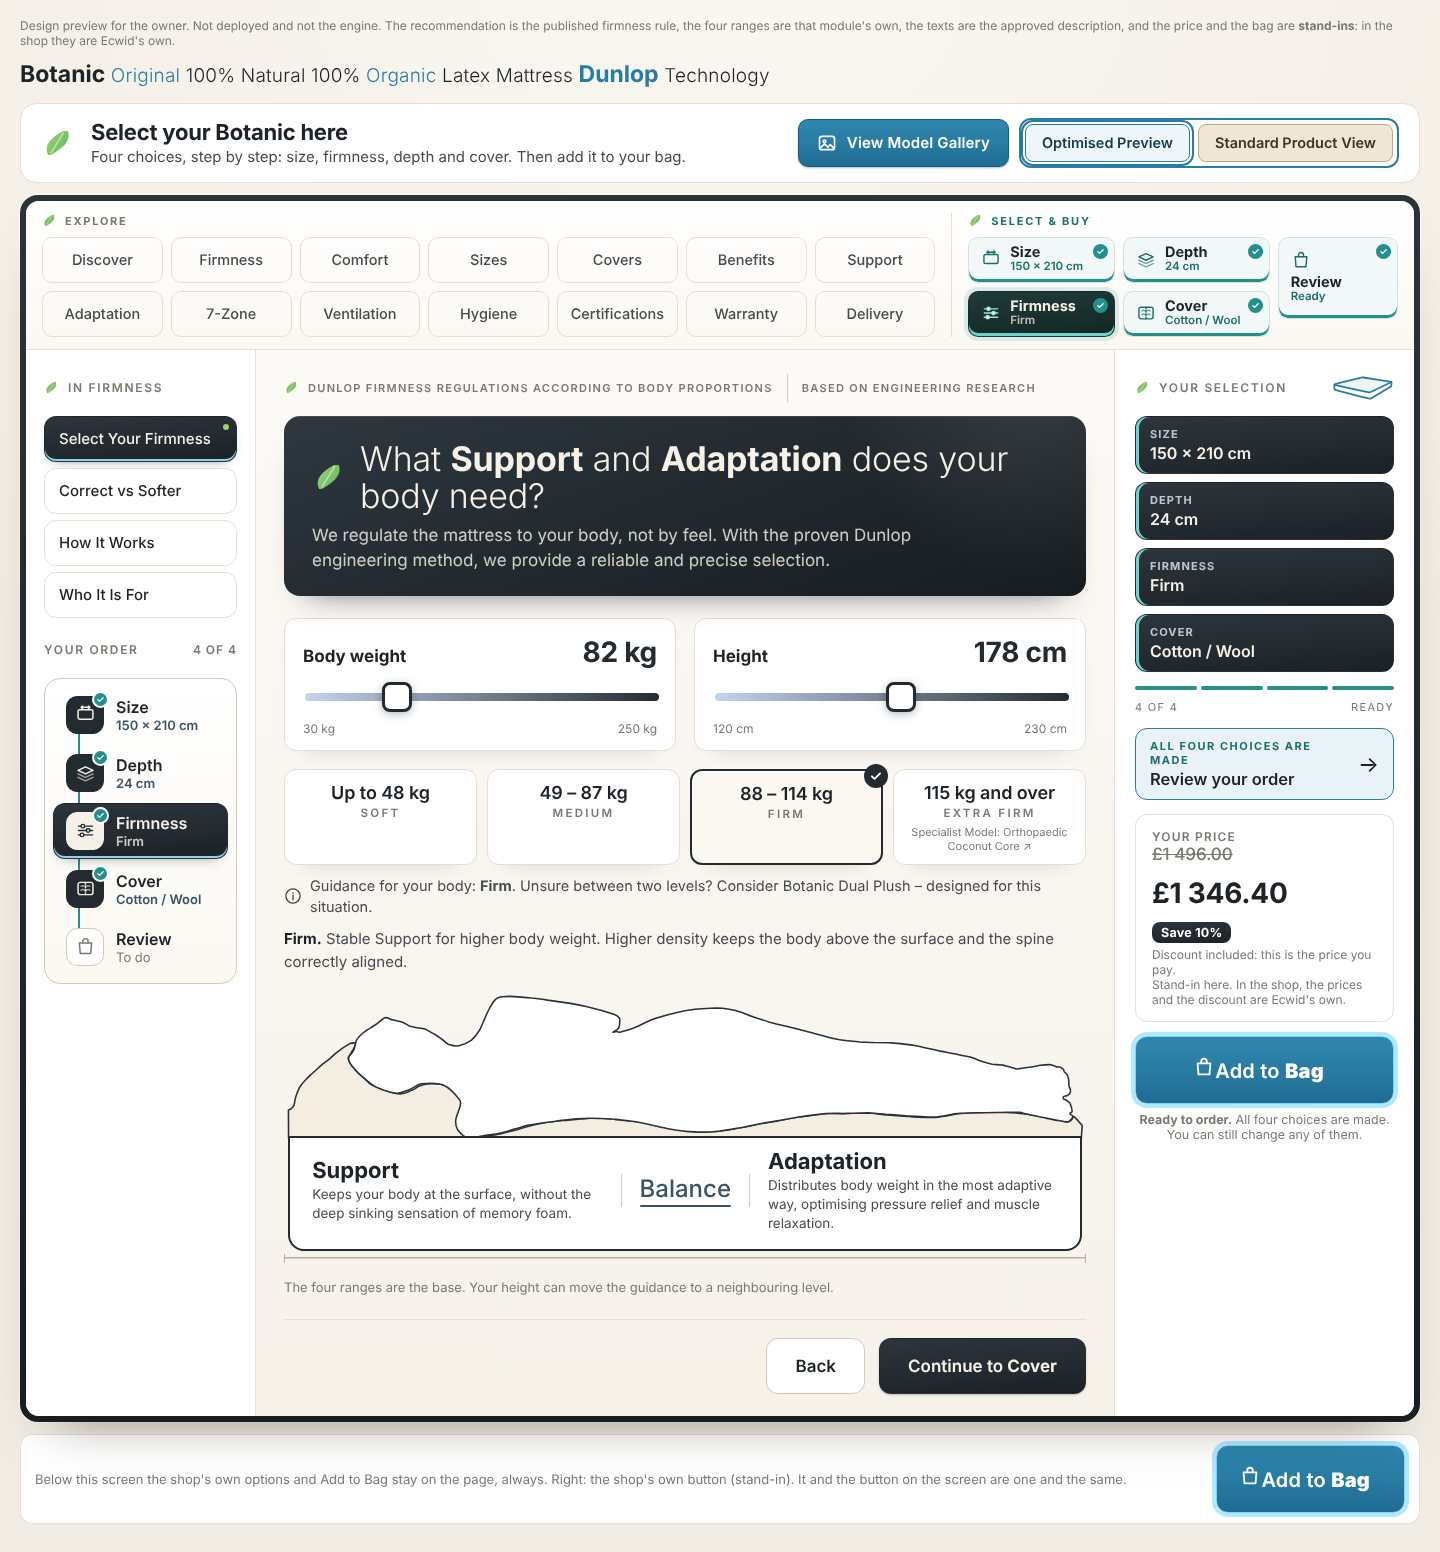 Design preview for the owner. Not deployed and not the engine. The recommendation is the published firmness rule, the four ranges are that module's own, the texts are the approved description, and the price and the bag are stand-ins: in the
shop they are Ecwid's own.
Botanic Original 100% Natural 100% Organic Latex Mattress Dunlop Technology
Select your Botanic here
Four choices, step by step: size, firmness, depth and cover. Then add it to your bag.
View Model Gallery
Optimised Preview
Standard Product View
EXPLORE
Discover
Firmness
Comfort
Sizes
Covers
Benefits
Support
Adaptation
7-Zone
Ventilation
Hygiene
Certifications
Warranty
Delivery
SELECT & BUY
Size
150 × 210 cm
Depth
24 cm
Review
Ready
Firmness
Firm
Cover
Cotton / Wool
IN FIRMNESS
Select Your Firmness
Correct vs Softer
How It Works
Who It Is For
YOUR ORDER
4 OF 4
Size
150 × 210 cm
Depth
24 cm
Firmness
Firm
Cover
Cotton / Wool
Review
To do
DUNLOP FIRMNESS REGULATIONS ACCORDING TO BODY PROPORTIONS
BASED ON ENGINEERING RESEARCH
What Support and Adaptation does your
body need?
We regulate the mattress to your body, not by feel. With the proven Dunlop
engineering method, we provide a reliable and precise selection.
Body weight
82 kg
30 kg
250 kg
Height
178 cm
120 cm
230 cm
Up to 48 kg
SOFT
49 – 87 kg
MEDIUM
88 – 114 kg
FIRM
115 kg and over
EXTRA FIRM
Specialist Model: Orthopaedic
Coconut Core ↗
Guidance for your body: Firm. Unsure between two levels? Consider Botanic Dual Plush – designed for this
situation.
Firm. Stable Support for higher body weight. Higher density keeps the body above the surface and the spine
correctly aligned.
Support
Keeps your body at the surface, without the
deep sinking sensation of memory foam.
Balance
Adaptation
Distributes body weight in the most adaptive
way, optimising pressure relief and muscle
relaxation.
The four ranges are the base. Your height can move the guidance to a neighbouring level.
Back
Continue to Cover
YOUR SELECTION
SIZE
150 × 210 cm
DEPTH
24 cm
FIRMNESS
Firm
COVER
Cotton / Wool
4 OF 4
READY
ALL FOUR CHOICES ARE
MADE
Review your order
YOUR PRICE
£1 496.00
£1 346.40
Save 10%
Discount included: this is the price you
pay.
Stand-in here. In the shop, the prices
and the discount are Ecwid's own.
Add to Bag
Ready to order. All four choices are made.
You can still change any of them.
Below this screen the shop's own options and Add to Bag stay on the page, always. Right: the shop's own button (stand-in). It and the button on the screen are one and the same.
Add to Bag